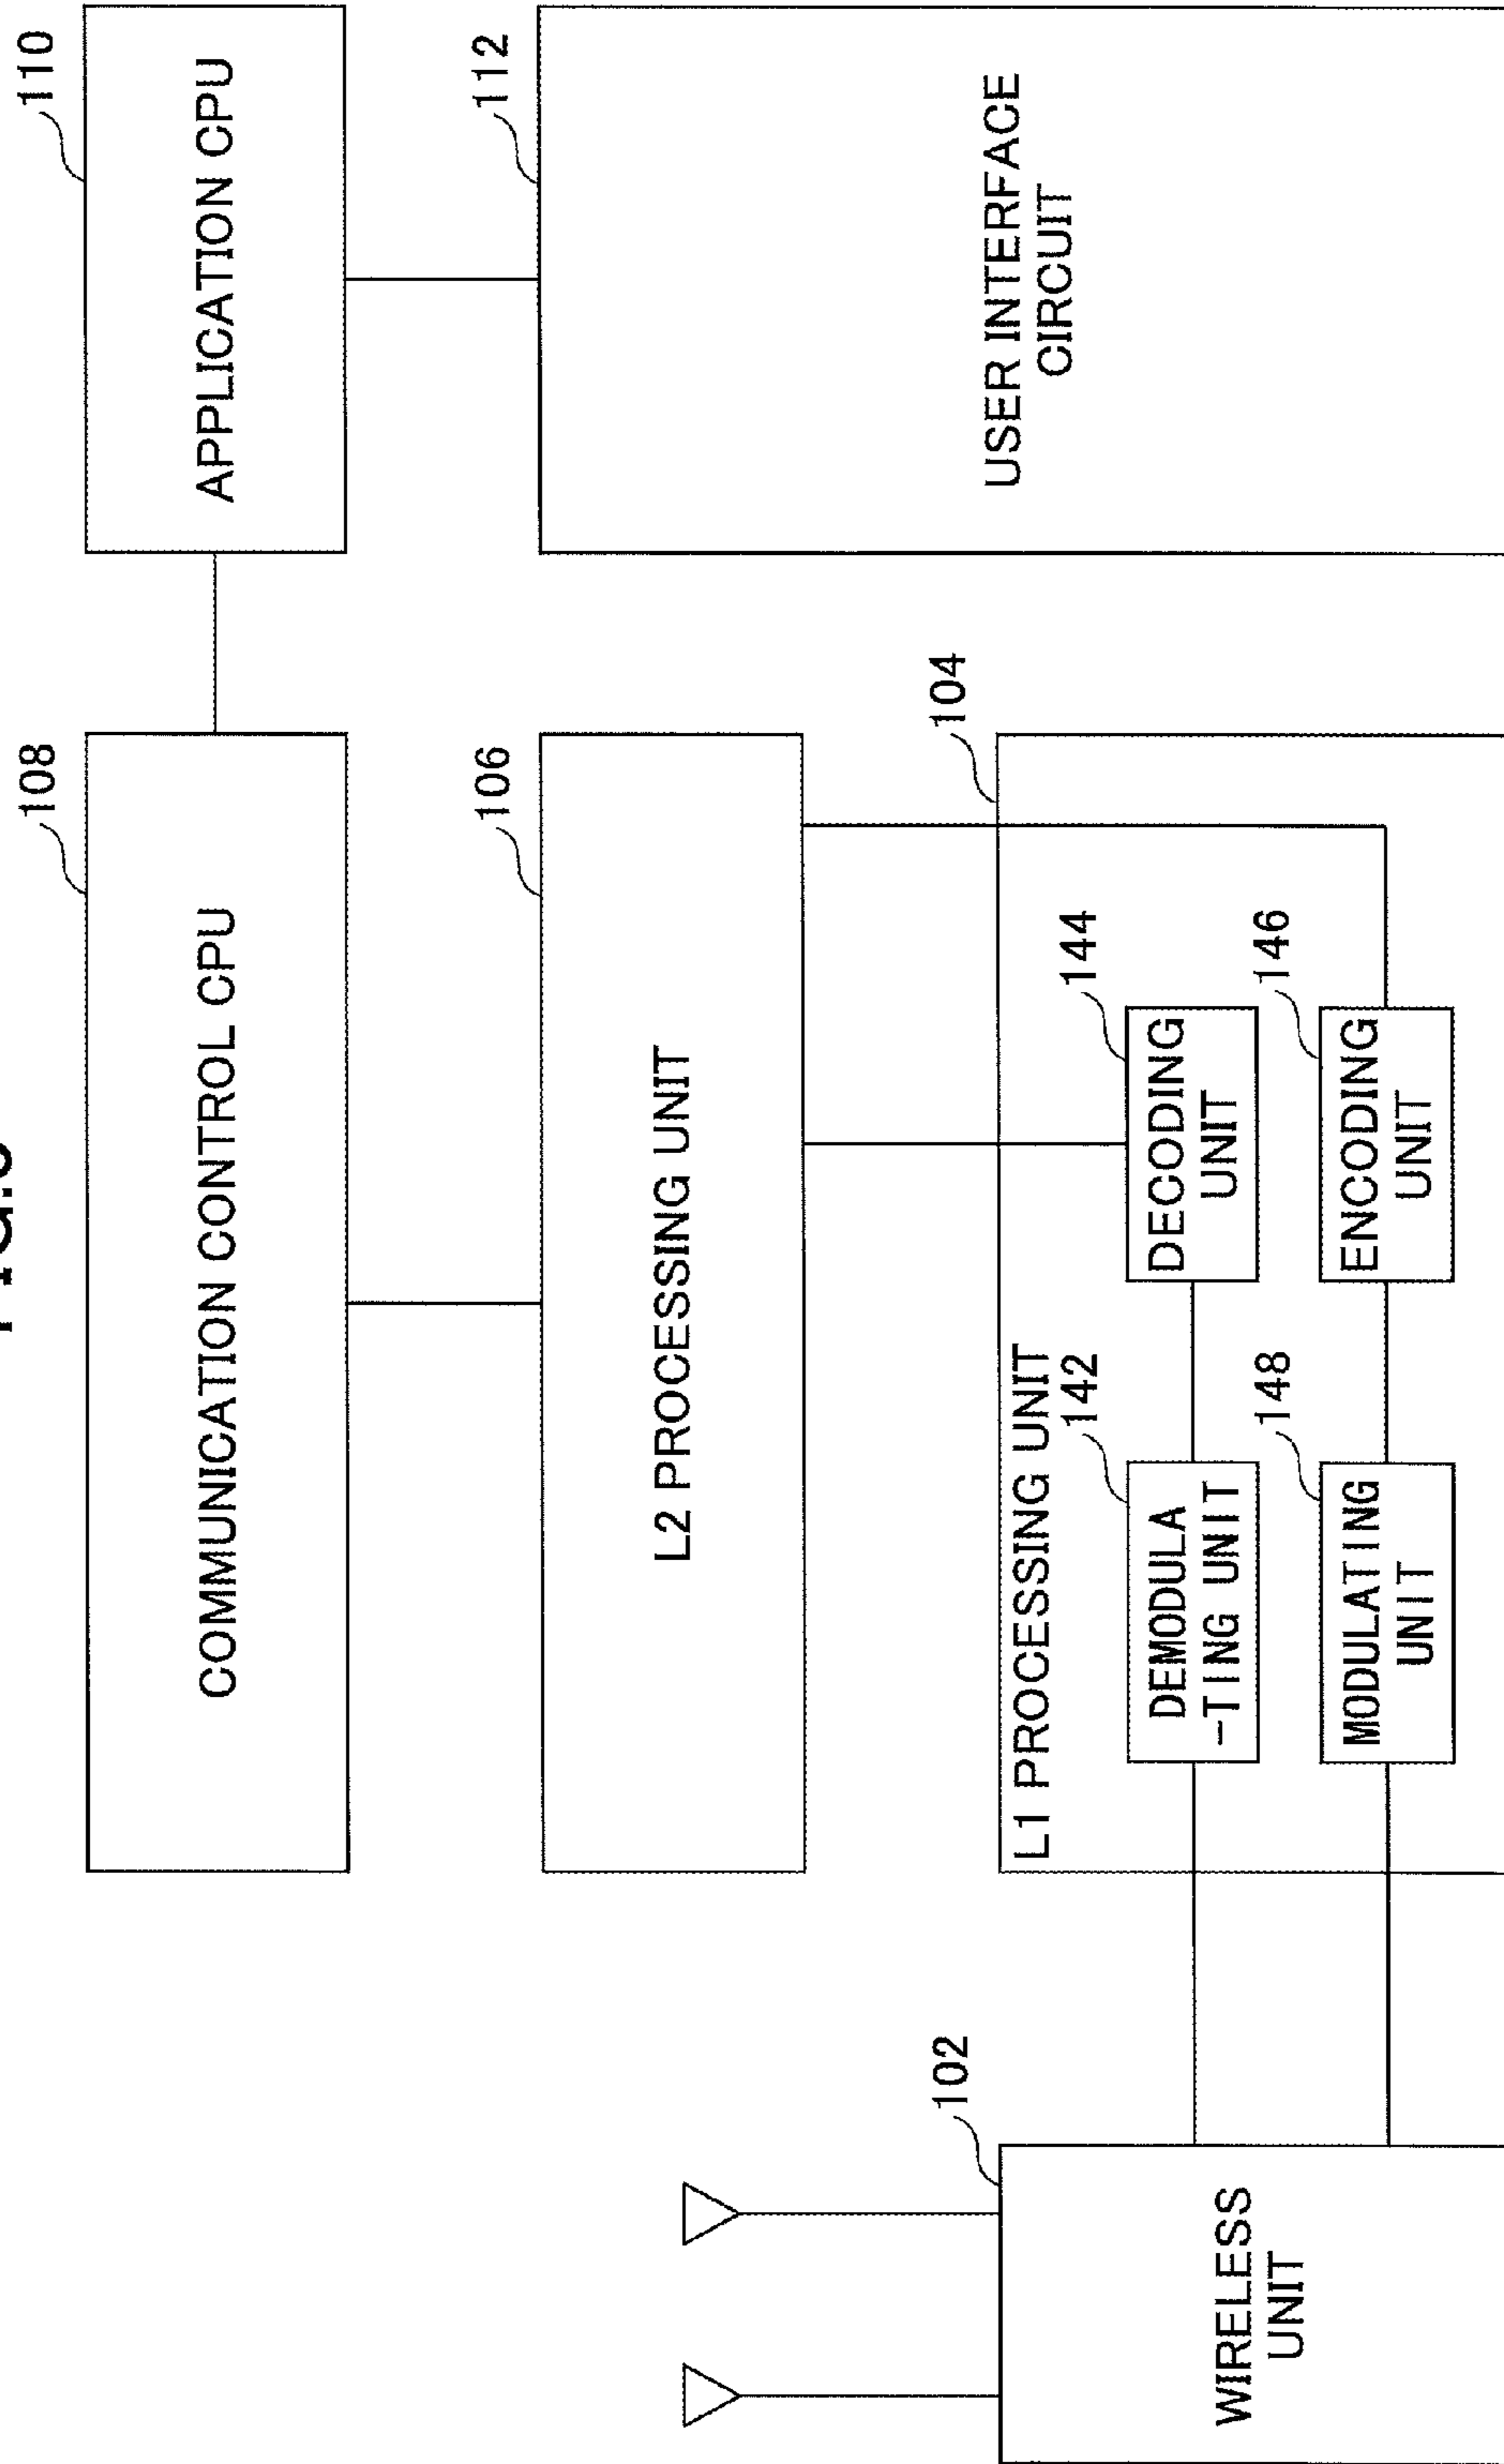 108
110
COMMUNICATION CONTROL CPU
APPLICATION CPU
106
112
L2 PROCESSING UNIT
USER INTERFACE
CIRCUIT
102
104
WIRELESS
UNIT
L1 PROCESSING UNIT
142
144
DEMODULA
-TING UNIT
DECODING
UNIT
148
146
MODULATING
UNIT
ENCODING
UNIT